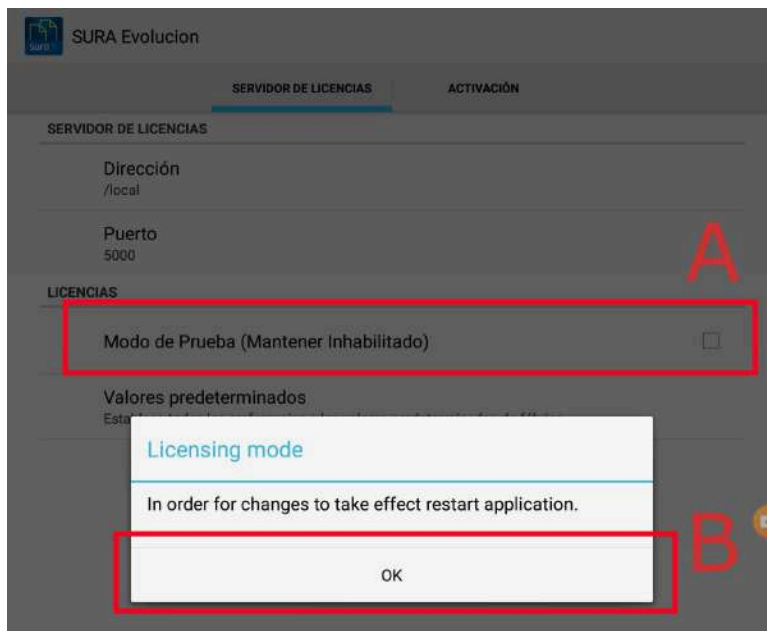 sura
SURA Evolucion
SERVIDOR DE LICENCIAS
ACTIVACIÓN
SERVIDOR DE LICENCIAS
Dirección
/local
Puerto
5000
A
LICENCIAS
Modo de Prueba (Mantener Inhabilitado)
Valores predeterminados
Licensing mode
In order for changes to take effect restart application.
B
OK